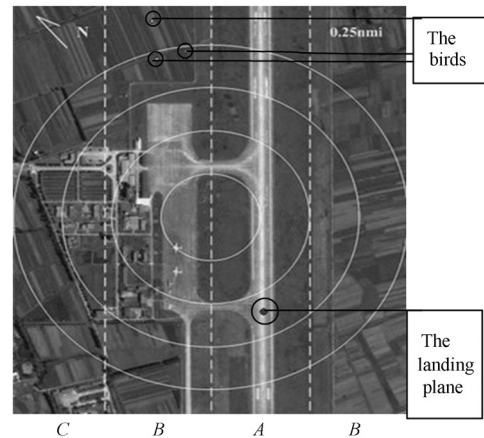 N
0.25nmi
The
birds
The
landing
plane
C B A B